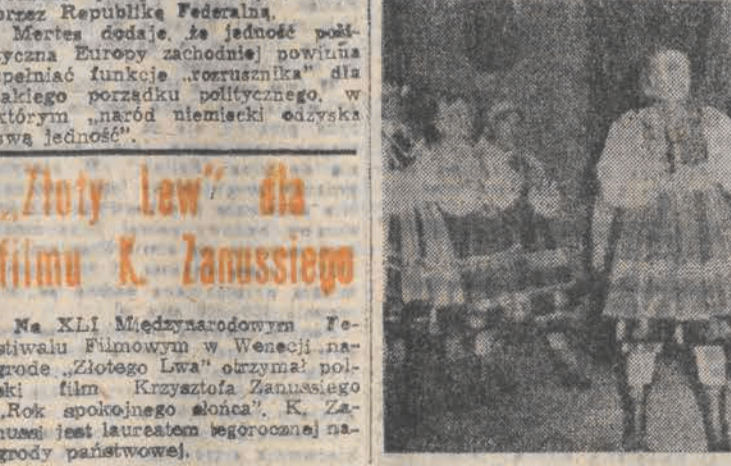 przez Republikę Federalną.
Mertes dodaje, że jedność poli-
tyczna Europy zachodniej powinna
spełniać funkcje „rozrusznika” dla
takiego porządku politycznego, w
którym „naród niemiecki odzyska
swą jedność”.
„Złoty Lew” dla
filmu K. Zanussiego
Na XLI Międzynarodowym Fe-
stiwalu Filmowym w Wenecji na-
grodę „Złotego Lwa” otrzymał pol-
ski film Krzysztofa Zanussiego
„Rok spokojnego słońca”. K. Za-
nussi jest laureatem tegorocznej na-
grody państwowej.